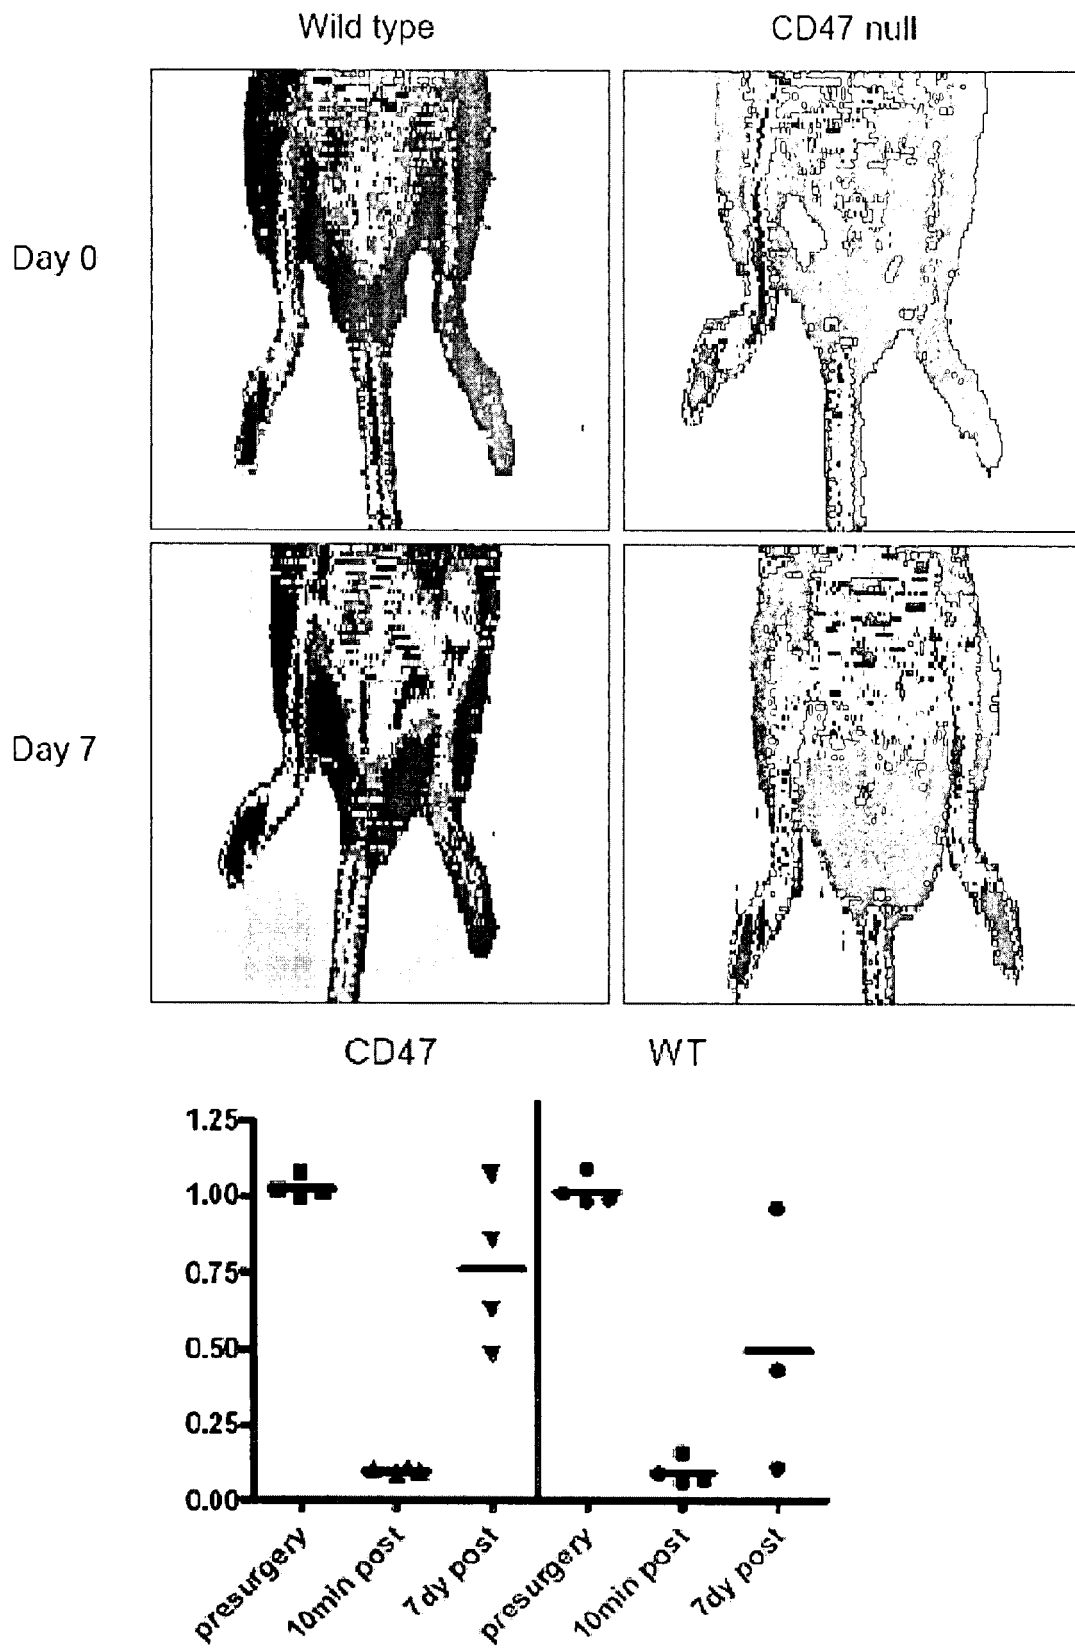 Wild type CD47 null
Day 0
Day 7
CD47 WT
1.25
1.00
0.75
0.50
0.25
0.00
presurgery 10min post 7dy post presurgery 10min post 7dy post